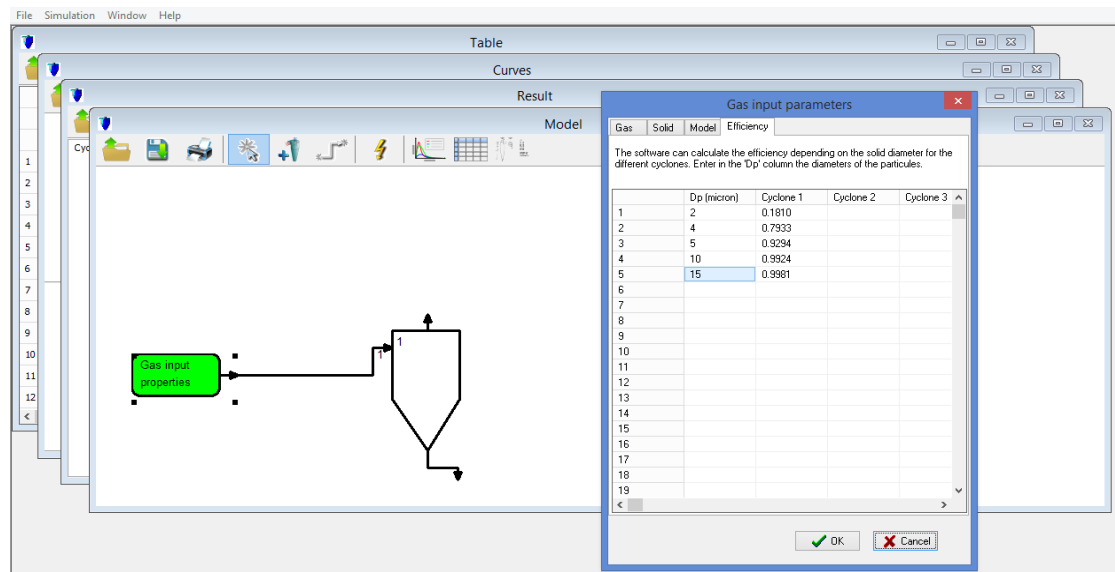 File Simulation Window Help
Table
Curves
Result
Model
Cyc
1
2
3
4
5
6
7
8
9
10
11
12
Gas input
properties
1
1
Gas input parameters
Gas Solid Model Efficiency
The software can calculate the efficiency depending on the solid diameter for the
different cyclones. Enter in the 'Dp' column the diameters of the particules.
Dp (micron) Cyclone 1 Cyclone 2 Cyclone 3
1 2 0.1810
2 4 0.7933
3 5 0.9294
4 10 0.9924
5 15 0.9981
6
7
8
9
10
11
12
13
14
15
16
17
18
19
OK Cancel